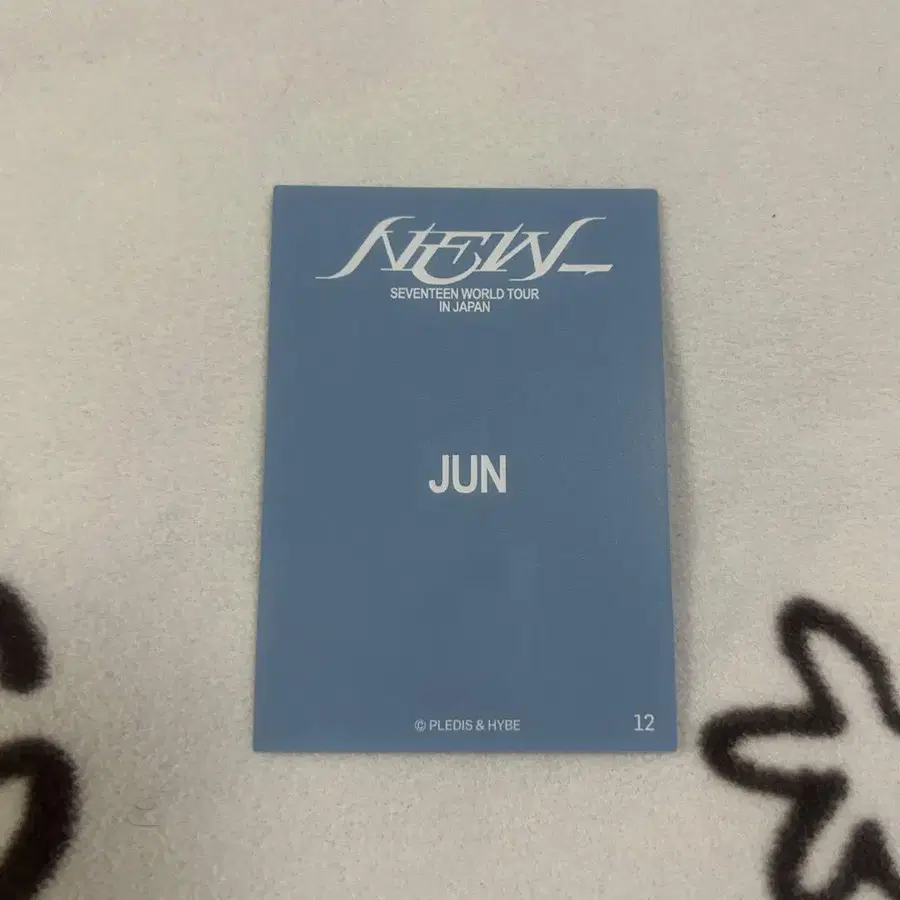 NEW_
SEVENTEEN WORLD TOUR
IN JAPAN
JUN
© PLEDIS & HYBE
12